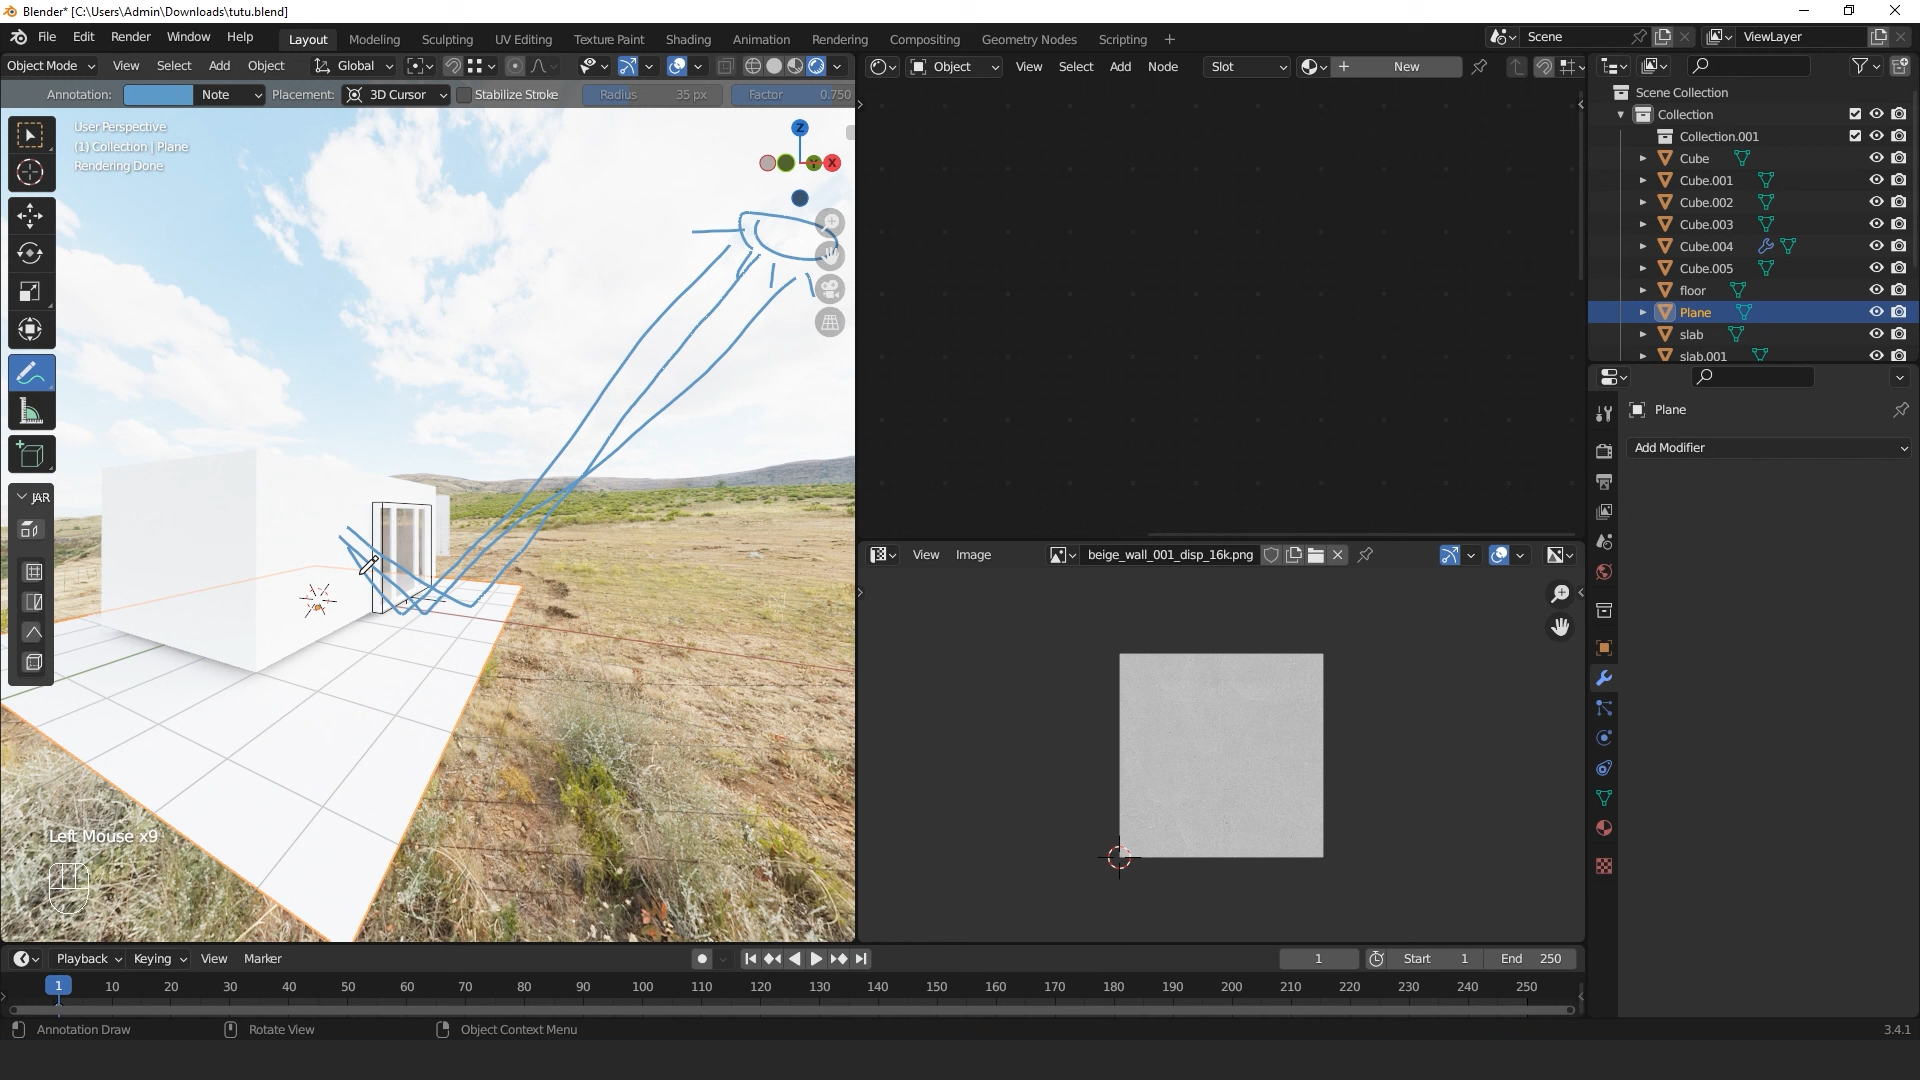 Blender* [C:\Users\Admin\Downloads\tutu.blend]
File Edit Render Window Help
Layout Modeling Sculpting UV Editing Texture Paint Shading Animation Rendering Compositing Geometry Nodes Scripting
Scene
ViewLayer
Object Mode View Select Add Object Global
Object View Select Add Node Slot New
Annotation: Note Placement: 3D Cursor Stabilize Stroke Radius 35 px Factor 0.750
User Perspective
(1) Collection | Plane
Rendering Done
Z
Y
X
JAR
Left Mouse x9
View Image beige_wall_001_disp_16k.png
Scene Collection
Collection
Collection.001
Cube
Cube.001
Cube.002
Cube.003
Cube.004
Cube.005
floor
Plane
slab
slab.001
Plane
Add Modifier
Playback Keying View Marker
1 Start 1 End 250
1 10 20 30 40 50 60 70 80 90 100 110 120 130 140 150 160 170 180 190 200 210 220 230 240 250
Annotation Draw Rotate View Object Context Menu
3.4.1